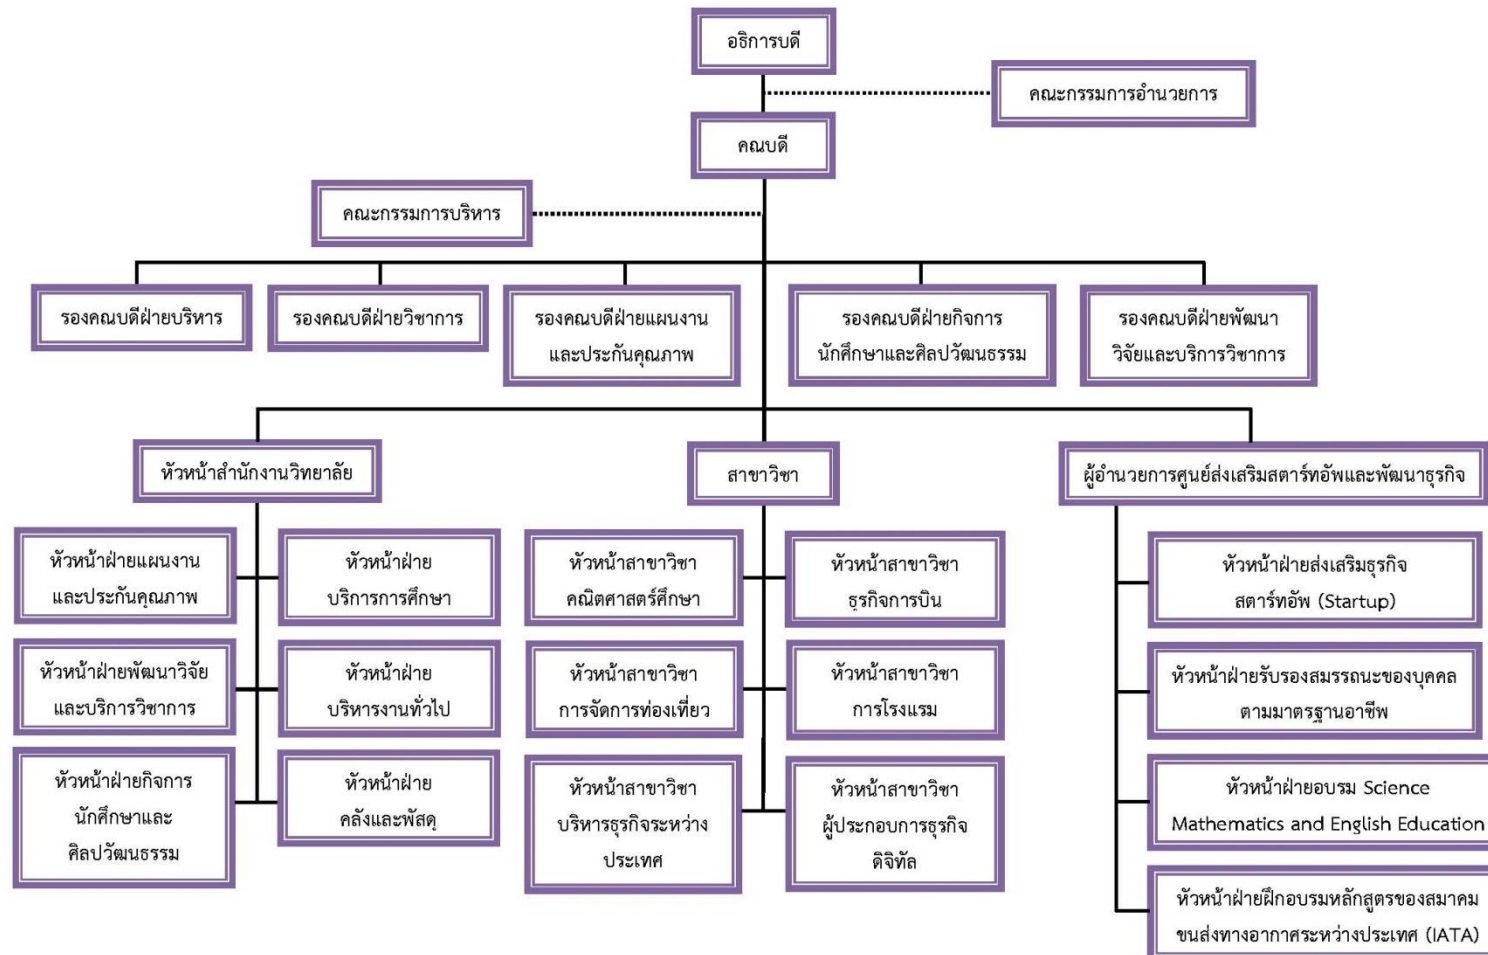 อธิการบดี
คณะกรรมการอำนวยการ
คณบดี
คณะกรรมการบริหาร
รองคณบดีฝ่ายบริหาร
รองคณบดีฝ่ายวิชาการ
รองคณบดีฝ่ายแผนงาน
และประกันคุณภาพ
รองคณบดีฝ่ายกิจการ
นักศึกษาและศิลปวัฒนธรรม
รองคณบดีฝ่ายพัฒนา
วิจัยและบริการวิชาการ
หัวหน้าสำนักงานวิทยาลัย
สาขาวิชา
ผู้อำนวยการศูนย์ส่งเสริมสตาร์ทอัพและพัฒนาธุรกิจ
หัวหน้าฝ่ายแผนงาน
และประกันคุณภาพ
หัวหน้าฝ่าย
บริการการศึกษา
หัวหน้าฝ่ายพัฒนาวิจัย
และบริการวิชาการ
หัวหน้าฝ่าย
บริหารงานทั่วไป
หัวหน้าฝ่ายกิจการ
นักศึกษาและ
ศิลปวัฒนธรรม
หัวหน้าฝ่าย
คลังและพัสดุ
หัวหน้าสาขาวิชา
คณิตศาสตร์ศึกษา
หัวหน้าสาขาวิชา
ธุรกิจการบิน
หัวหน้าสาขาวิชา
การจัดการท่องเที่ยว
หัวหน้าสาขาวิชา
การโรงแรม
หัวหน้าสาขาวิชา
บริหารธุรกิจระหว่าง
ประเทศ
หัวหน้าสาขาวิชา
ผู้ประกอบการธุรกิจ
ดิจิทัล
หัวหน้าฝ่ายส่งเสริมธุรกิจ
สตาร์ทอัพ (Startup)
หัวหน้าฝ่ายรับรองสมรรถนะของบุคคล
ตามมาตรฐานอาชีพ
หัวหน้าฝ่ายอบรม Science
Mathematics and English Education
หัวหน้าฝ่ายฝึกอบรมหลักสูตรของสมาคม
ขนส่งทางอากาศระหว่างประเทศ (IATA)